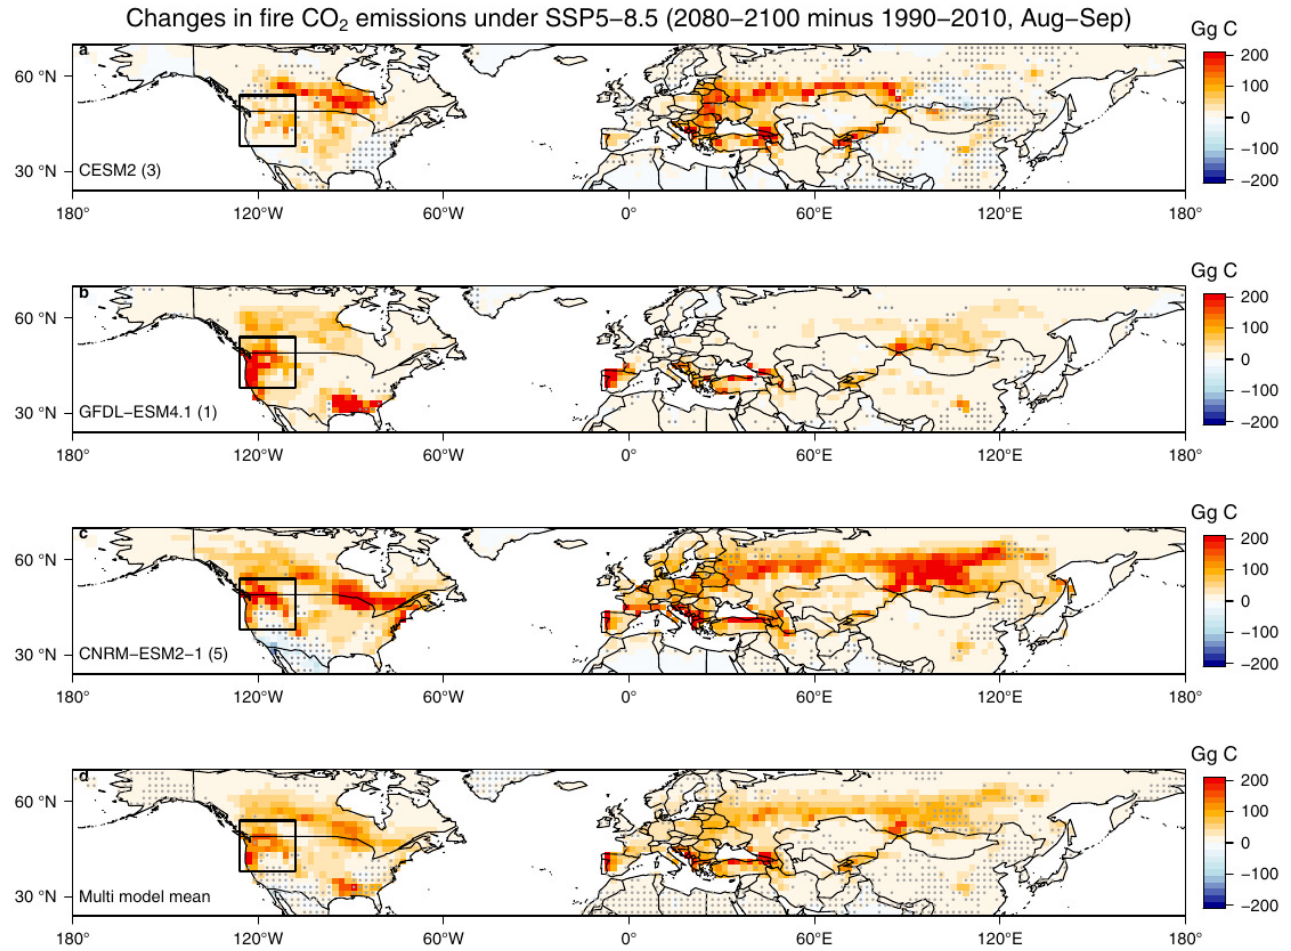 Changes in fire CO₂ emissions under SSP5−8.5 (2080−2100 minus 1990−2010, Aug−Sep)
Gg C
a
60 °N
30 °N
CESM2 (3)
200
100
0
−100
−200
180° 120°W 60°W 0° 60°E 120°E 180°
Gg C
b
60 °N
30 °N
GFDL−ESM4.1 (1)
200
100
0
−100
−200
180° 120°W 60°W 0° 60°E 120°E 180°
Gg C
c
60 °N
30 °N
CNRM−ESM2−1 (5)
200
100
0
−100
−200
180° 120°W 60°W 0° 60°E 120°E 180°
Gg C
d
60 °N
30 °N
Multi model mean
200
100
0
−100
−200
180° 120°W 60°W 0° 60°E 120°E 180°